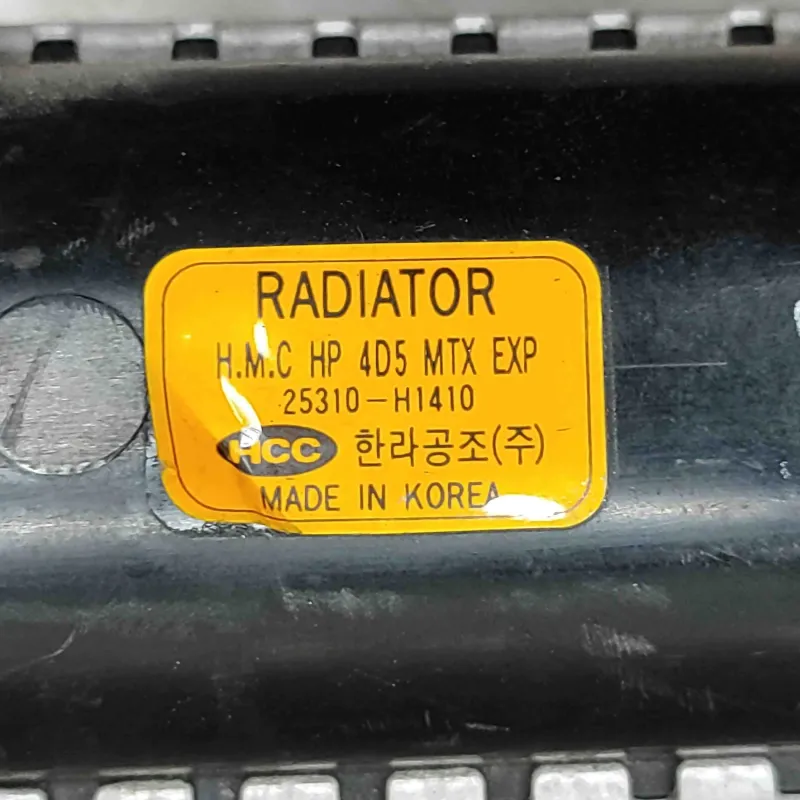 RADIATOR
H.M.C HP 4D5 MTX EXP
25310-H1410
HCC 한라공조(주)
MADE IN KOREA